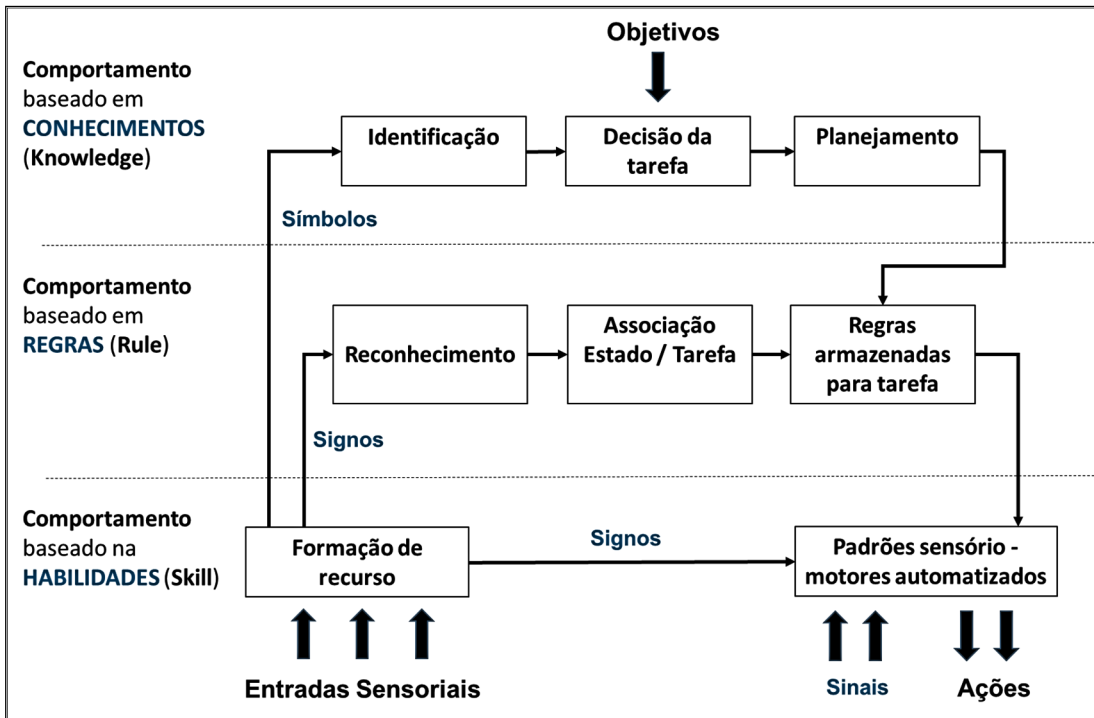 Objetivos
Comportamento
baseado em
CONHECIMENTOS
(Knowledge)
Identificação
Decisão da
tarefa
Planejamento
Símbolos
Comportamento
baseado em
REGRAS (Rule)
Reconhecimento
Associação
Estado / Tarefa
Regras
armazenadas
para tarefa
Signos
Comportamento
baseado na
HABILIDADES (Skill)
Formação de
recurso
Signos
Padrões sensório -
motores automatizados
Entradas Sensoriais
Sinais
Ações